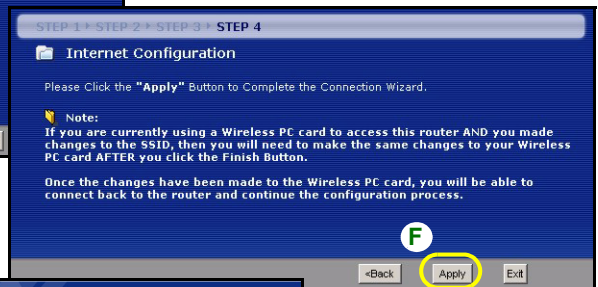 STEP 1 ▸ STEP 2 ▸ STEP 3 ▸ STEP 4
Internet Configuration
Please Click the "Apply" Button to Complete the Connection Wizard.
Note:
If you are currently using a Wireless PC card to access this router AND you made
changes to the SSID, then you will need to make the same changes to your Wireless
PC card AFTER you click the Finish Button.
Once the changes have been made to the Wireless PC card, you will be able to
connect back to the router and continue the configuration process.
F
<Back Apply Exit